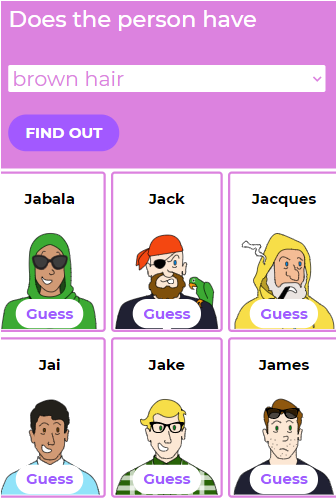 Does the person have
brown hair
FIND OUT
Jabala
Jack
Jacques
Guess
Guess
Guess
Jai
Jake
James
Guess
Guess
Guess